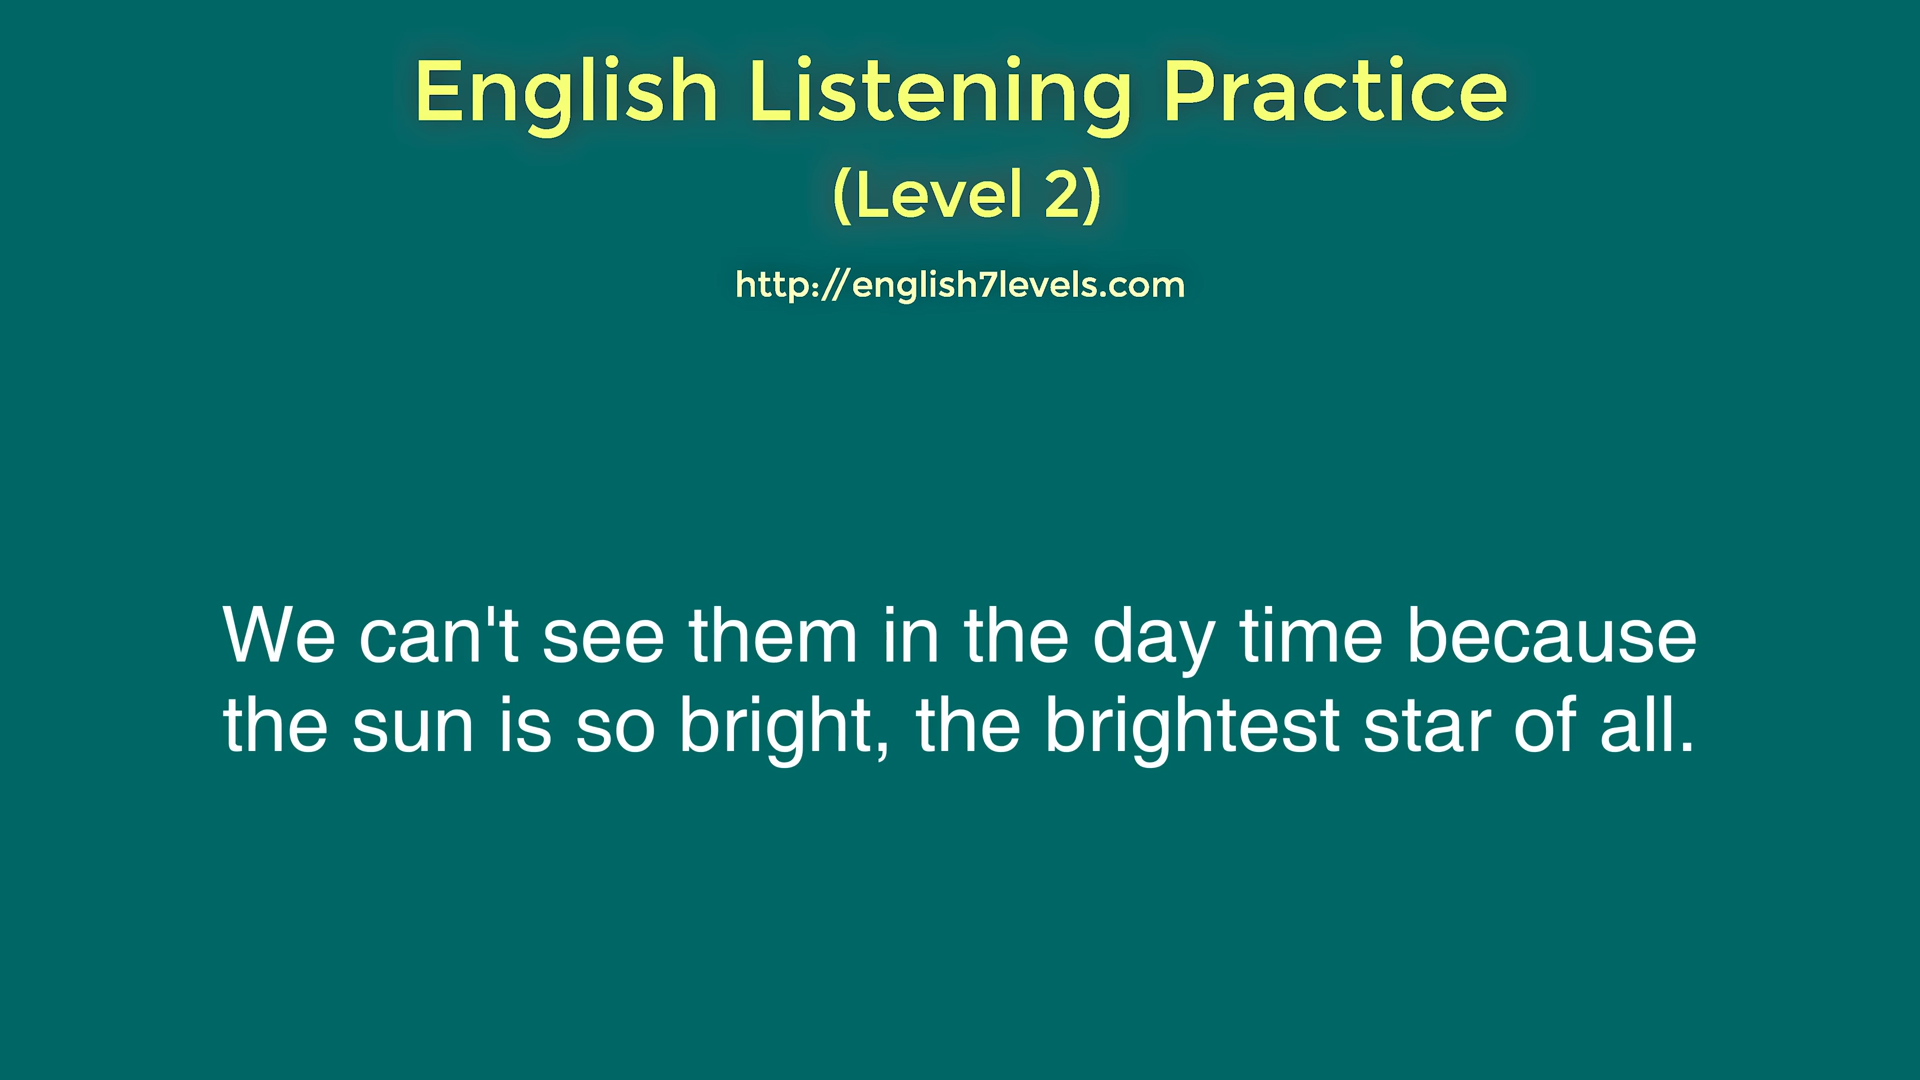 English Listening Practice
(Level 2)
http://english7levels.com
We can't see them in the day time because
the sun is so bright, the brightest star of all.